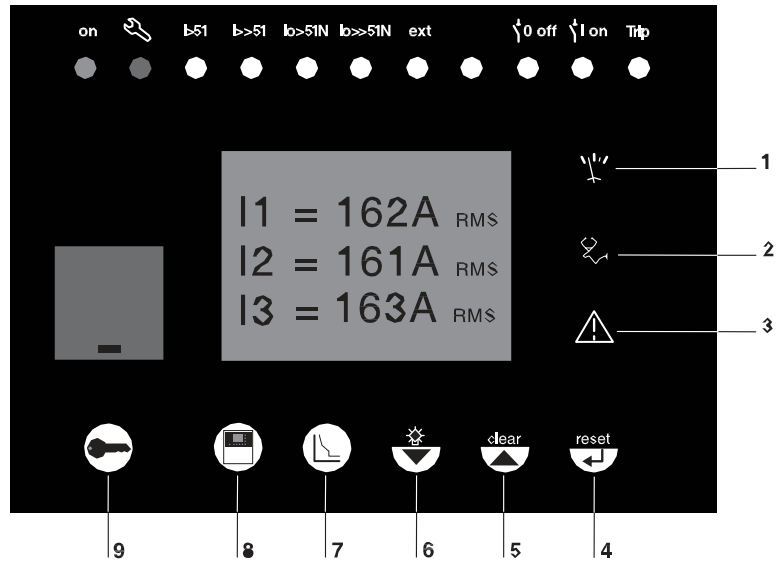 on I>51 I>>51 Io>51N Io>>51N ext 0 off I on Trip
1
I1 = 162A RMS
2
I2 = 161A RMS
I3 = 163A RMS
3
clear reset
9 8 7 6 5 4